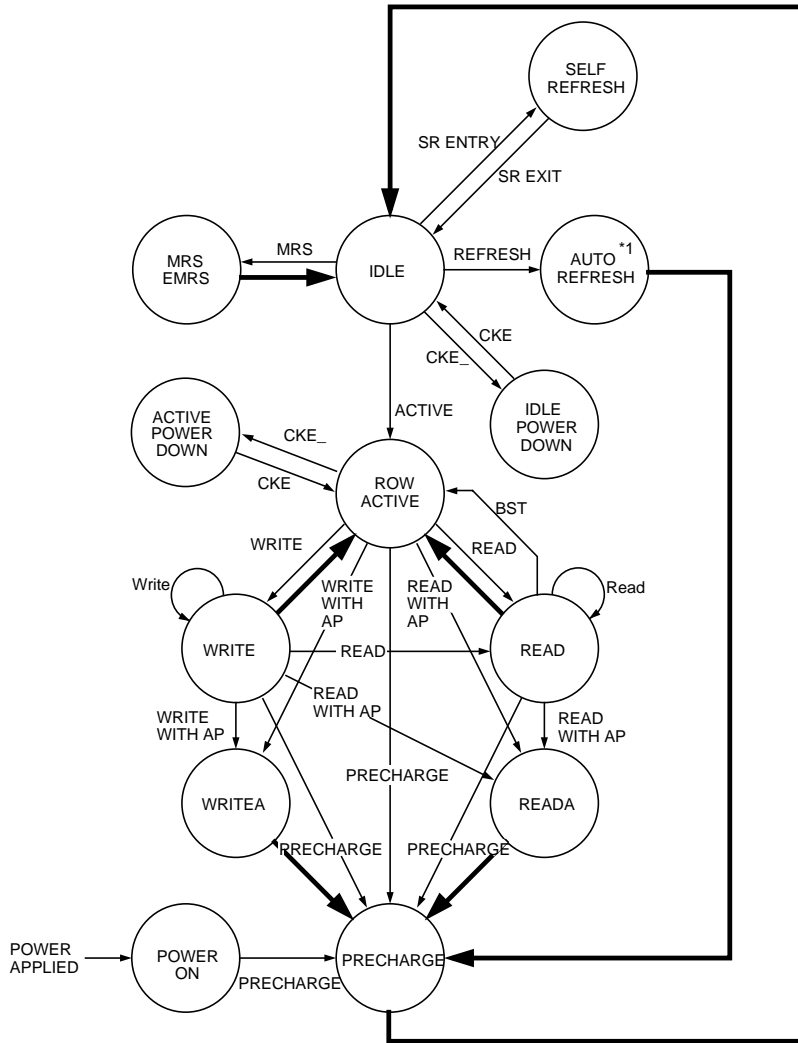 SELF
REFRESH
SR ENTRY
SR EXIT
MRS
EMRS
MRS
IDLE
REFRESH
AUTO
REFRESH
*1
CKE
CKE_
IDLE
POWER
DOWN
ACTIVE
ACTIVE
POWER
DOWN
CKE_
CKE
ROW
ACTIVE
BST
WRITE
READ
Write
WRITE
WITH
AP
READ
WITH
AP
Read
WRITE
READ
READ
READ
WITH AP
WRITE
WITH AP
READ
WITH AP
PRECHARGE
WRITEA
READA
PRECHARGE
PRECHARGE
POWER
APPLIED
POWER
ON
PRECHARGE
PRECHARGE